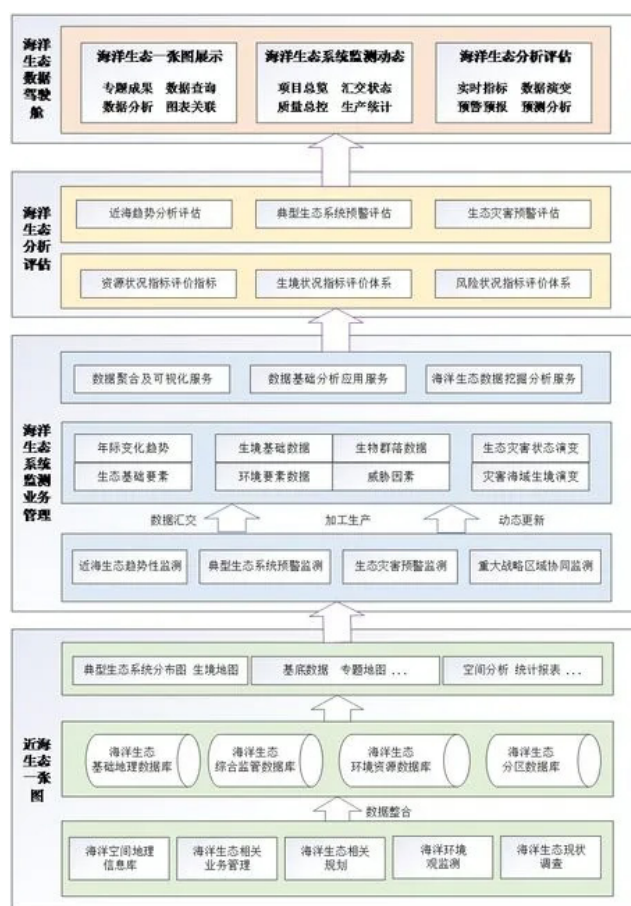 海洋
生态
数据
驾驶
舱
海洋生态一张图展示
专题成果 数据查询
数据分析 图表关联
海洋生态系统监测动态
项目总览 汇交状态
质量总控 生产统计
海洋生态分析评估
实时指标 数据演变
预警预报 预测分析
海洋
生态
分析
评估
近海趋势分析评估
典型生态系统预警评估
生态灾害预警评估
资源状况指标评价指标
生境状况指标评价体系
风险状况指标评价体系
海洋
生态
系统
监测
业务
管理
数据聚合及可视化服务
数据基础分析应用服务
海洋生态数据挖掘分析服务
年际变化趋势
生态基础要素
生境基础数据
生物群落数据
环境要素数据
威胁因素
生态灾害状态演变
灾害海域生境演变
数据汇交
加工生产
动态更新
近海生态趋势性监测
典型生态系统预警监测
生态灾害预警监测
重大战略区域协同监测
近海
生态
一张
图
典型生态系统分布图 生境地图
基底数据 专题地图 ...
空间分析 统计报表 ...
海洋生态
基础地理数据库
海洋生态
综合监管数据库
海洋生态
环境资源数据库
海洋生态
分区数据库
数据整合
海洋空间地理
信息库
海洋生态相关
业务管理
海洋生态相关
规划
海洋环境
观监测
海洋生态现状
调查